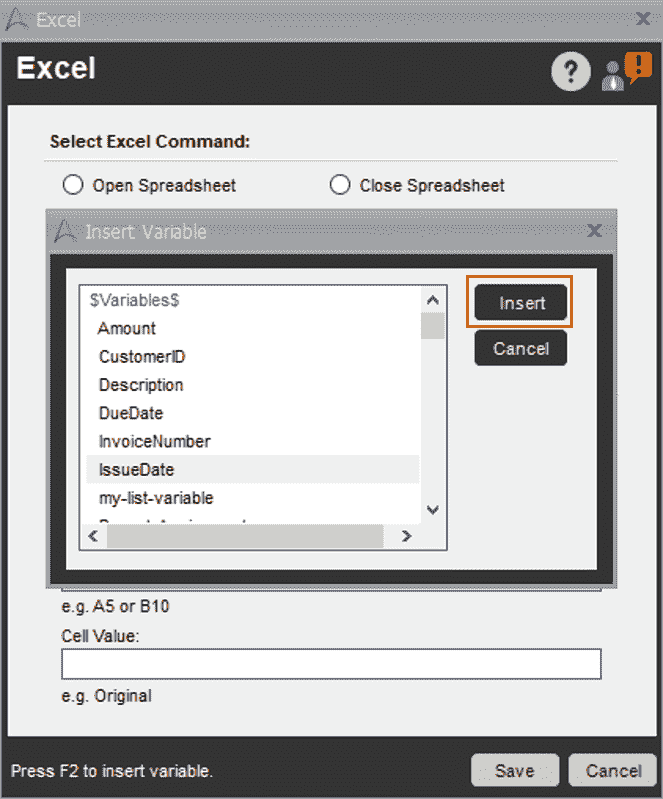 Excel
Excel
Select Excel Command:
Open Spreadsheet Close Spreadsheet
Insert Variable
$Variables$
Amount
CustomerID
Description
DueDate
InvoiceNumber
IssueDate
my-list-variable
Insert
Cancel
e.g. A5 or B10
Cell Value:
e.g. Original
Press F2 to insert variable.
Save Cancel